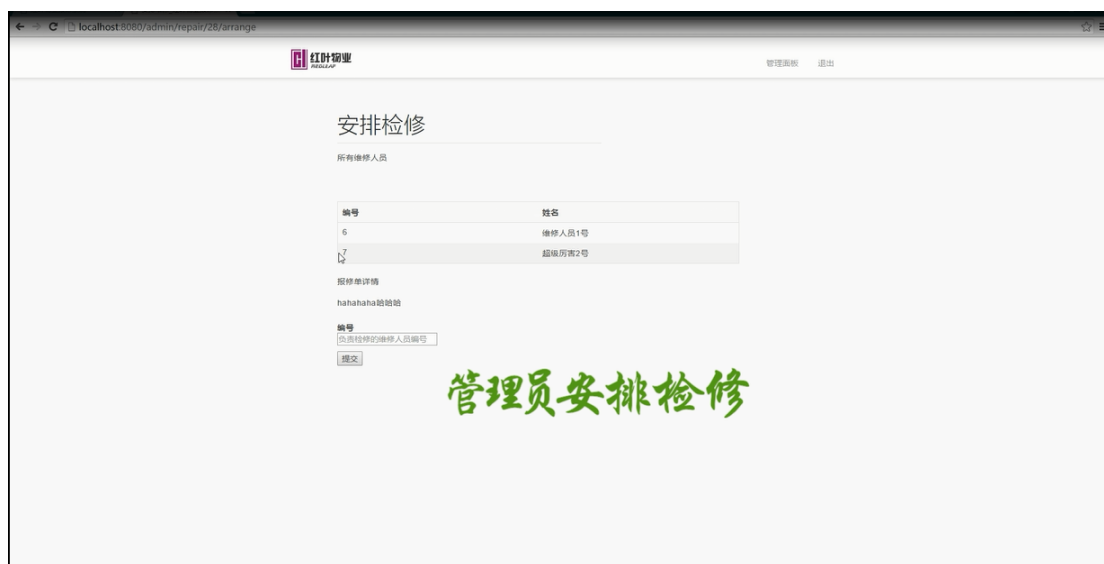 localhost:8080/admin/repair/28/arrange
红叶物业
REDLEAF
管理面板 退出
安排检修
所有维修人员
编号 姓名
6 维修人员1号
7 超级厉害2号
报修单详情
hahahaha哈哈哈
编号
负责检修的维修人员编号
提交
管理员安排检修